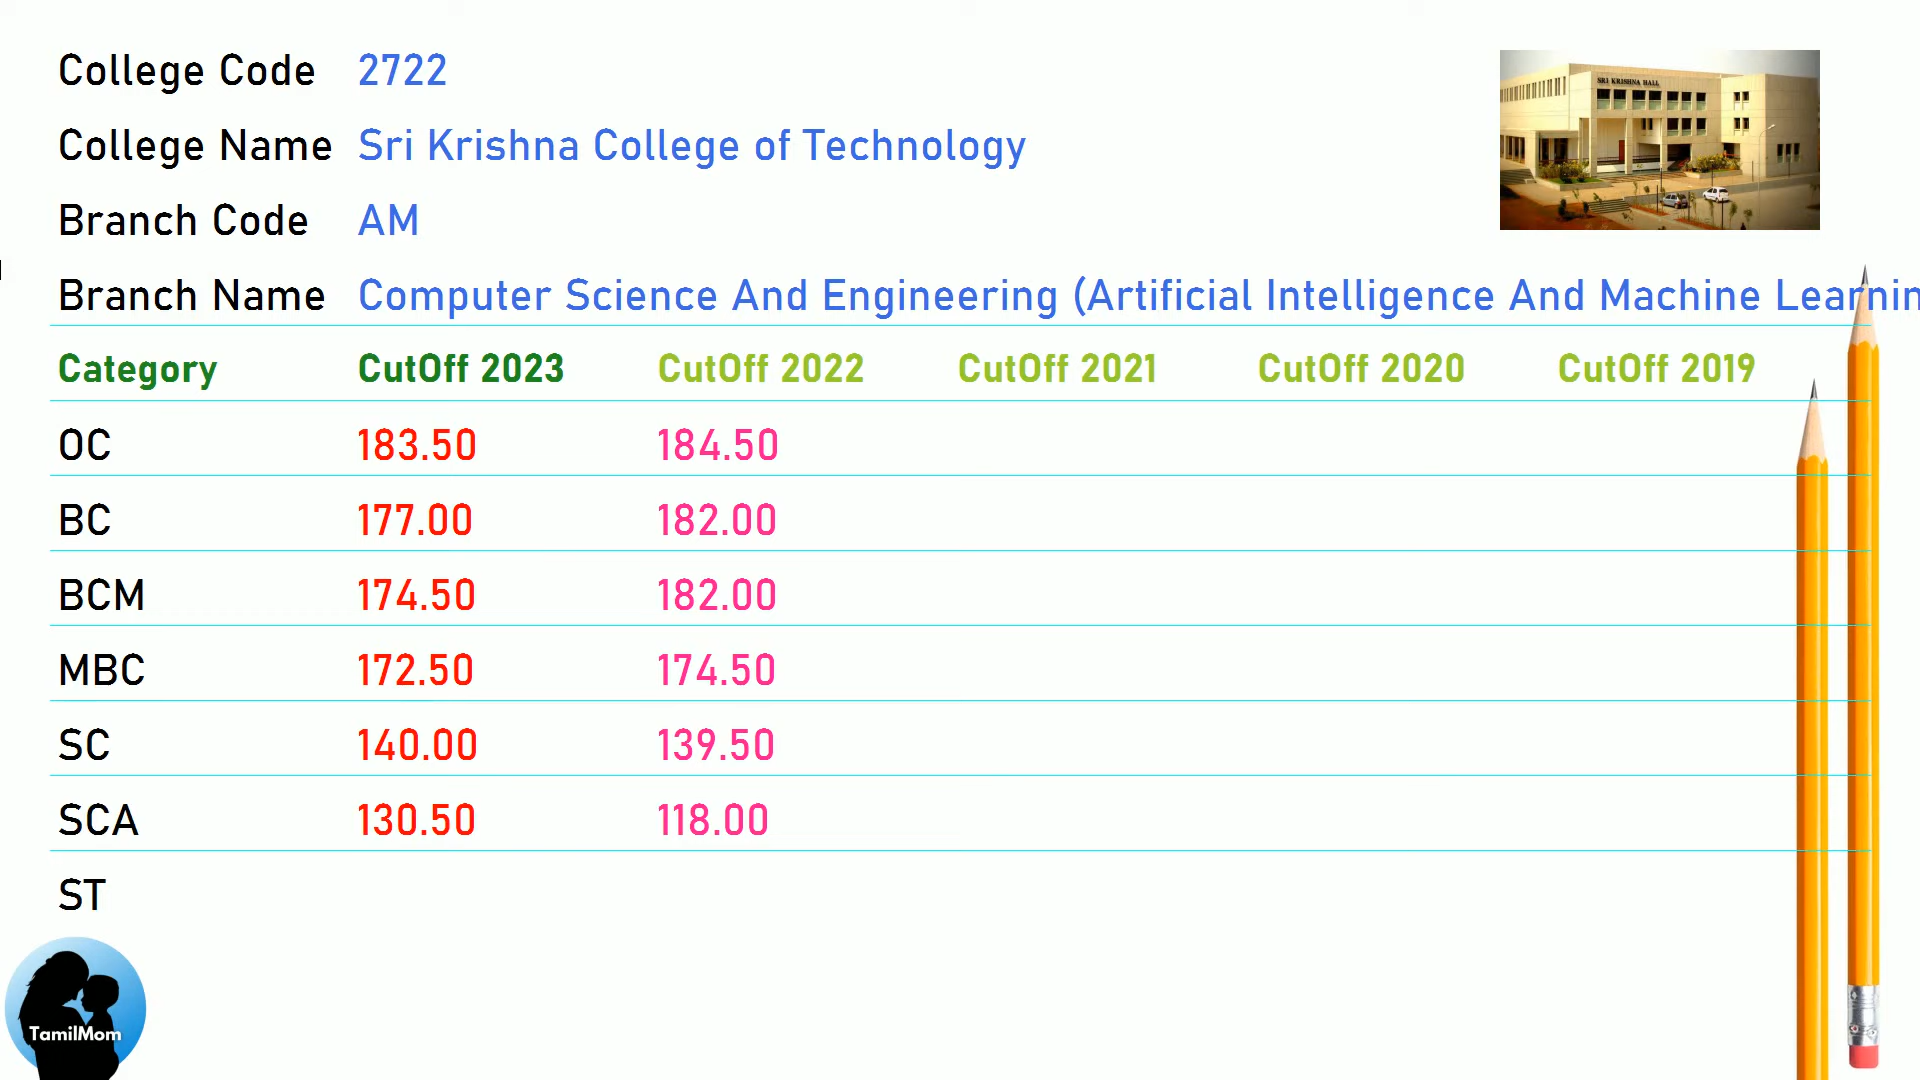 College Code 2722
College Name Sri Krishna College of Technology
Branch Code AM
Branch Name Computer Science And Engineering (Artificial Intelligence And Machine Learnin
Category CutOff 2023 CutOff 2022 CutOff 2021 CutOff 2020 CutOff 2019
OC 183.50 184.50
BC 177.00 182.00
BCM 174.50 182.00
MBC 172.50 174.50
SC 140.00 139.50
SCA 130.50 118.00
ST
SRI KRISHNA HALL
TamilMom